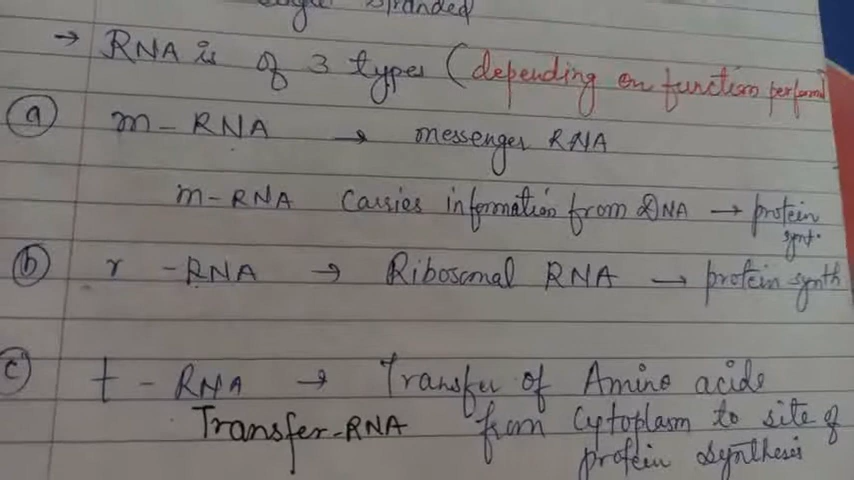 single stranded
→ RNA is of 3 types (depending on function perform
(a) m-RNA → messenger RNA
m-RNA carries information from DNA → protein
synt.
(b) r-RNA → Ribosomal RNA → protein synth
(c) t-RNA → Transfer of Amino acids
Transfer-RNA from Cytoplasm to site of
protein synthesis